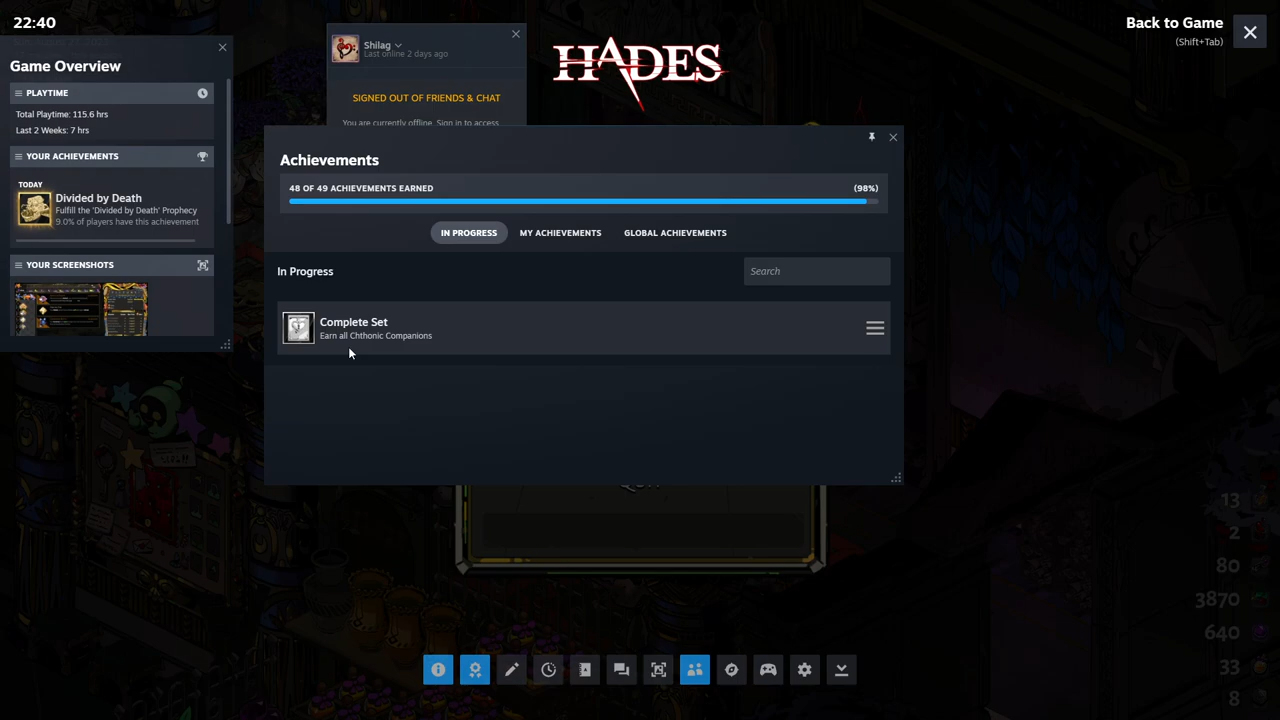 22:40
Back to Game
(Shift+Tab)
HADES
Shilag
Last online 2 days ago
SIGNED OUT OF FRIENDS & CHAT
You are currently offline. Sign in to access
Game Overview
PLAYTIME
Total Playtime: 115.6 hrs
Last 2 Weeks: 7 hrs
YOUR ACHIEVEMENTS
TODAY
Divided by Death
Fulfill the 'Divided by Death' Prophecy
9.0% of players have this achievement
YOUR SCREENSHOTS
Achievements
48 OF 49 ACHIEVEMENTS EARNED
(98%)
IN PROGRESS
MY ACHIEVEMENTS
GLOBAL ACHIEVEMENTS
In Progress
Search
Complete Set
Earn all Chthonic Companions
13
2
80
3870
640
33
8